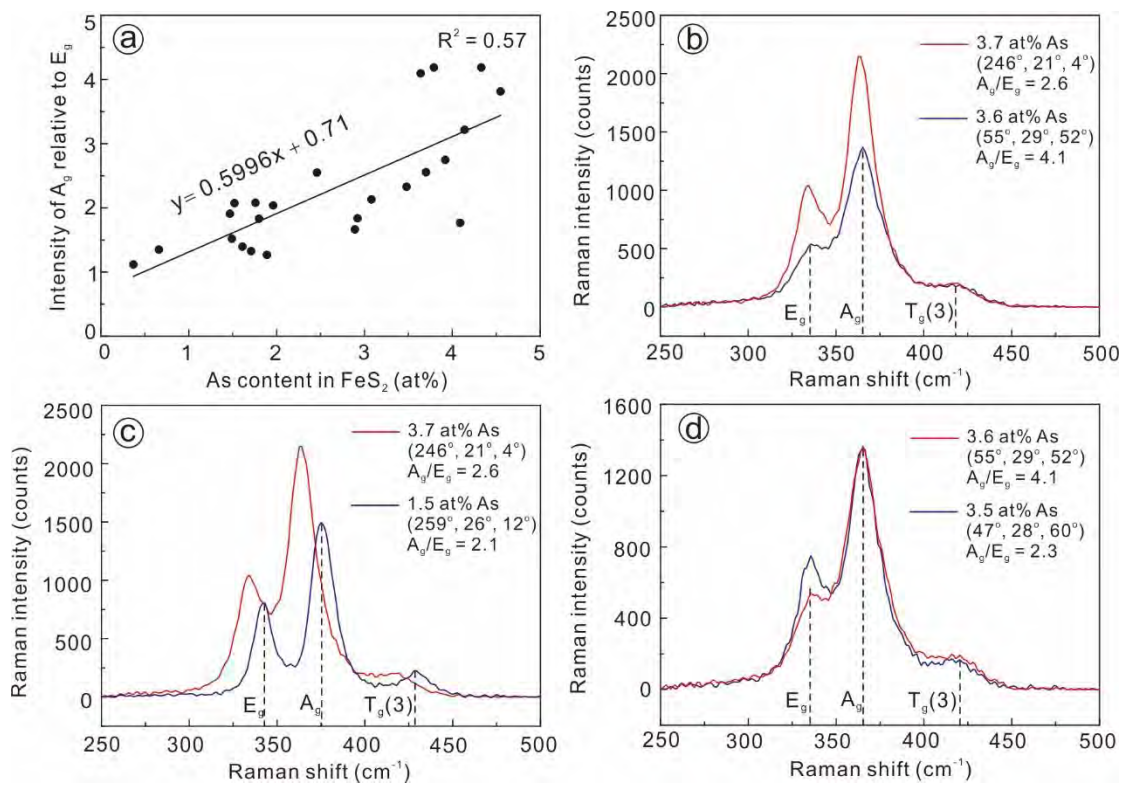 a
R² = 0.57
y= 0.5996x + 0.71
5
4
3
2
1
0
0 1 2 3 4 5
Intensity of Ag relative to Eg
As content in FeS₂ (at%)
b
3.7 at% As
(246°, 21°, 4°)
Ag/Eg = 2.6
3.6 at% As
(55°, 29°, 52°)
Ag/Eg = 4.1
2500
2000
1500
1000
500
0
Eg Ag Tg(3)
250 300 350 400 450 500
Raman intensity (counts)
Raman shift (cm⁻¹)
c
3.7 at% As
(246°, 21°, 4°)
Ag/Eg = 2.6
1.5 at% As
(259°, 26°, 12°)
Ag/Eg = 2.1
2500
2000
1500
1000
500
0
Eg Ag Tg(3)
250 300 350 400 450 500
Raman intensity (counts)
Raman shift (cm⁻¹)
d
3.6 at% As
(55°, 29°, 52°)
Ag/Eg = 4.1
3.5 at% As
(47°, 28°, 60°)
Ag/Eg = 2.3
1600
1200
800
400
0
Eg Ag Tg(3)
250 300 350 400 450 500
Raman intensity (counts)
Raman shift (cm⁻¹)